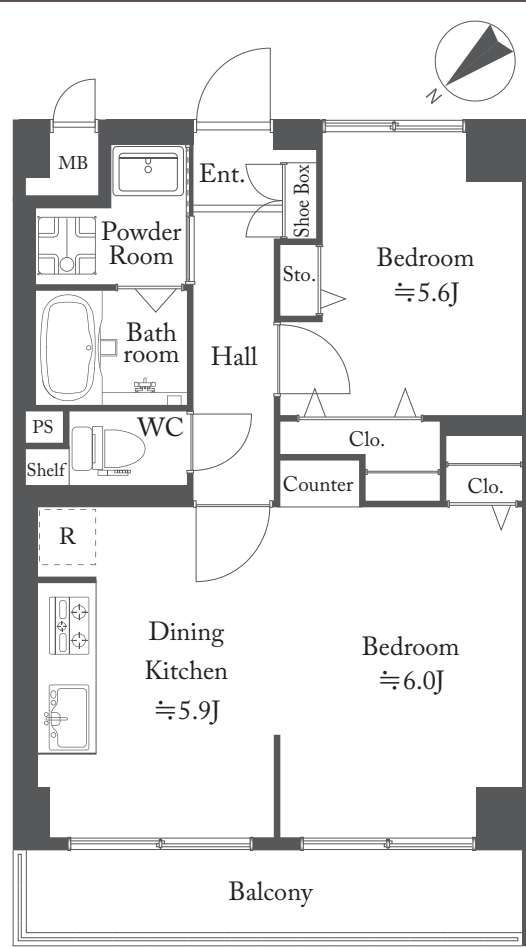 N
MB
Ent.
Shoe Box
Powder
Room
Sto.
Bedroom
≒5.6J
Bath
room
Hall
PS
WC
Clo.
Shelf
Counter
Clo.
R
Dining
Kitchen
≒5.9J
Bedroom
≒6.0J
Balcony